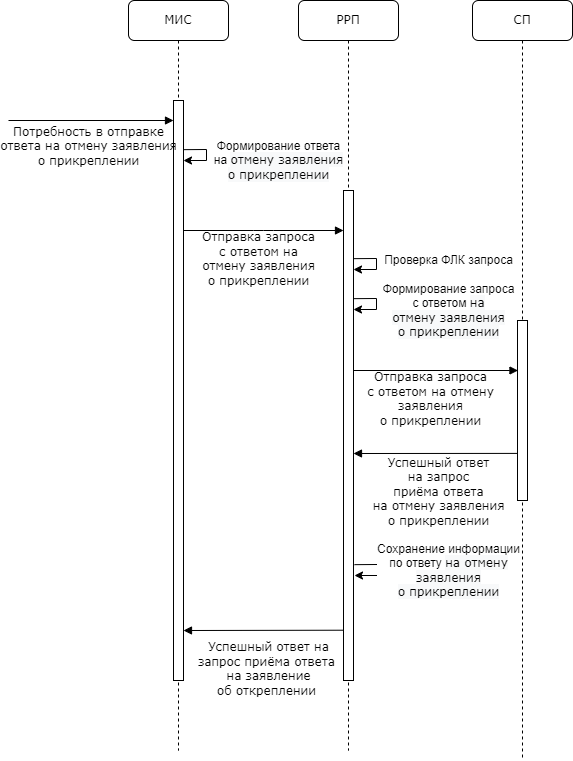 МИС
РРП
СП
Потребность в отправке
ответа на отмену заявления
о прикреплении
Формирование ответа
на отмену заявления
о прикреплении
Отправка запроса
с ответом на
отмену заявления
о прикреплении
Проверка ФЛК запроса
Формирование запроса
с ответом на
отмену заявления
о прикреплении
Отправка запроса
с ответом на отмену
заявления
о прикреплении
Успешный ответ
на запрос
приёма ответа
на отмену заявления
о прикреплении
Сохранение информации
по ответу на отмену
заявления
о прикреплении
Успешный ответ на
запрос приёма ответа
на заявление
об откреплении